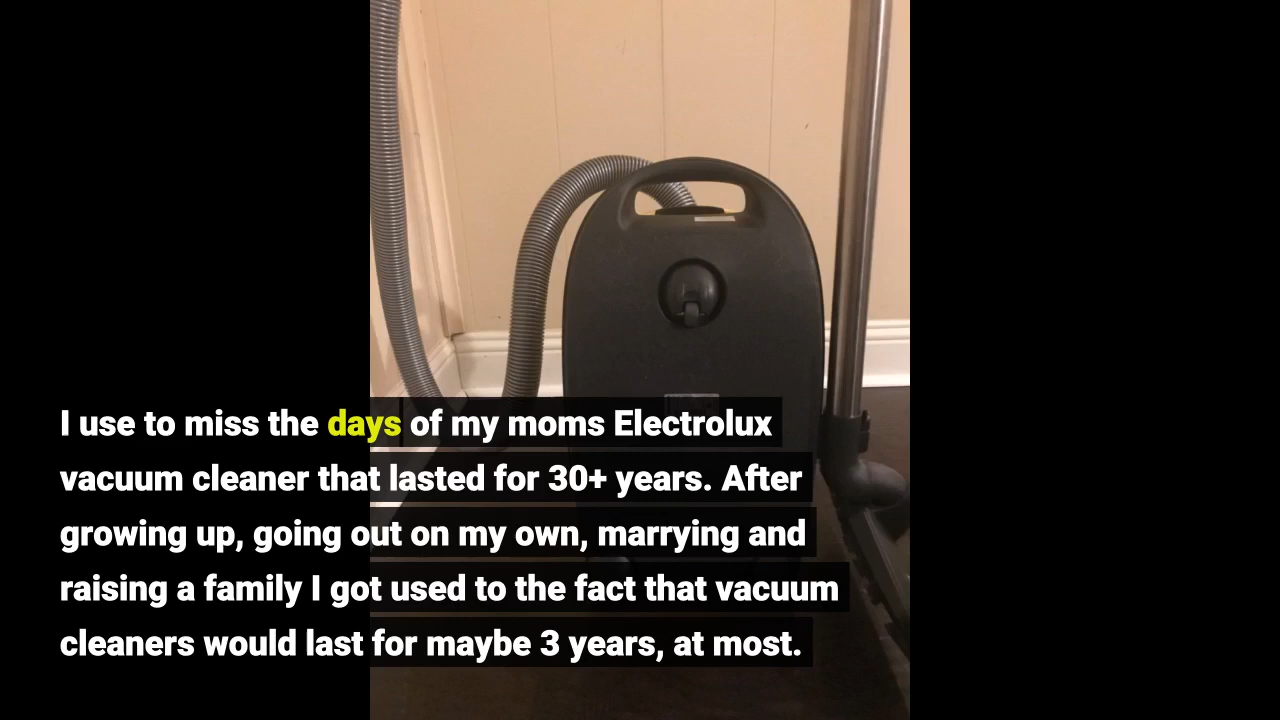 I use to miss the days of my moms Electrolux
vacuum cleaner that lasted for 30+ years. After
growing up, going out on my own, marrying and
raising a family I got used to the fact that vacuum
cleaners would last for maybe 3 years, at most.